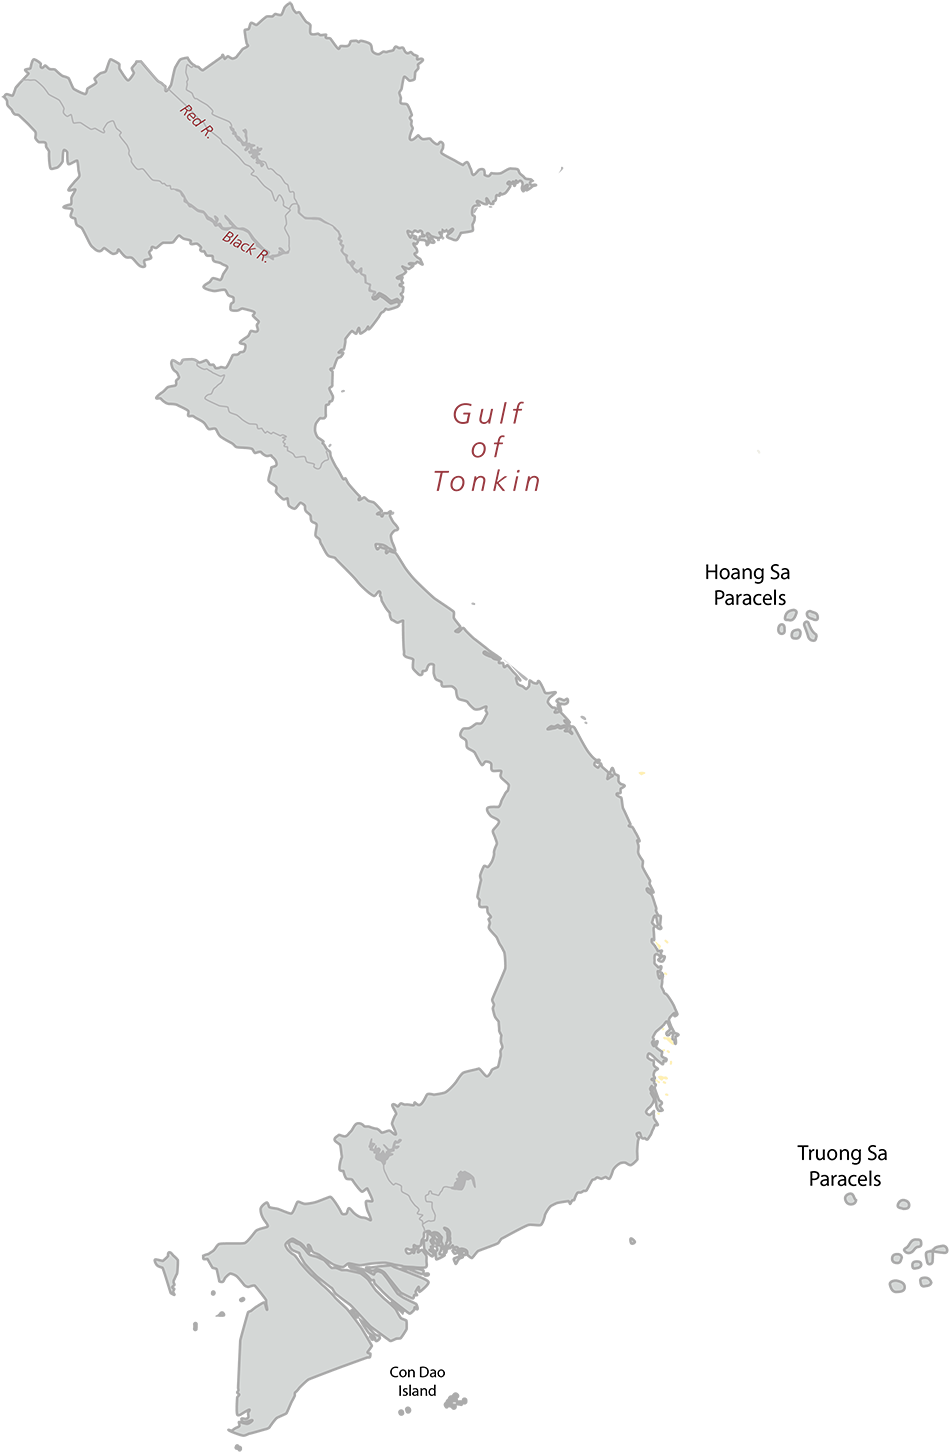 Red R.
Black R.
Gulf
of
Tonkin
Hoang Sa
Paracels
Truong Sa
Paracels
Con Dao
Island